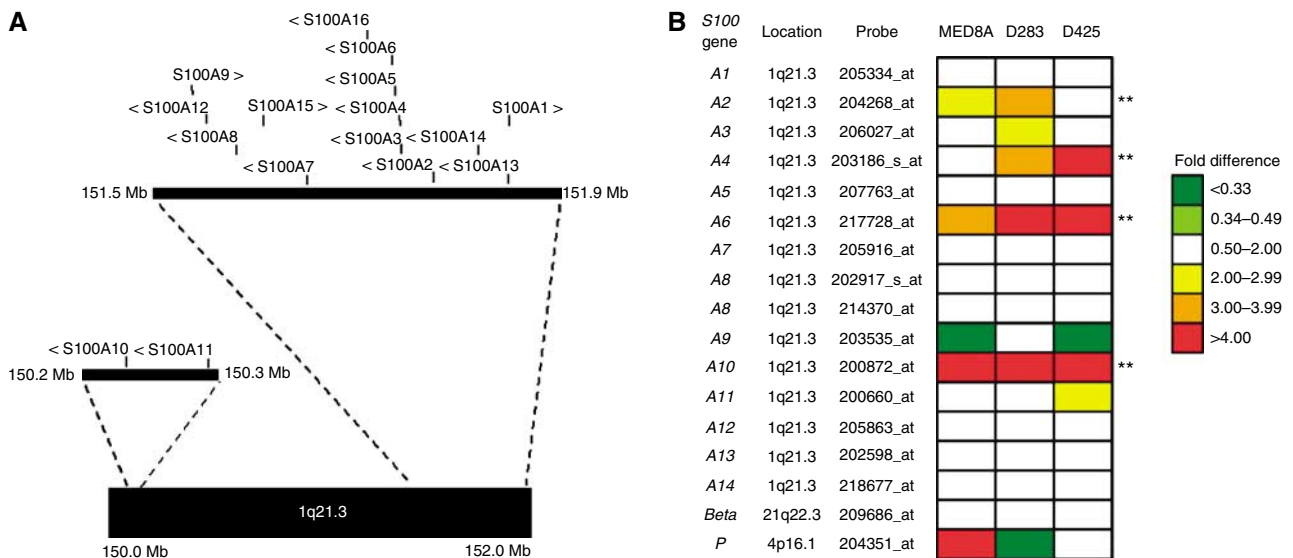 A
< S100A16
< S100A6
S100A9 >
< S100A5
< S100A12
S100A15 >
< S100A4
S100A1 >
< S100A8
< S100A3
< S100A14
< S100A7
< S100A2
< S100A13
151.5 Mb
151.9 Mb
< S100A10
< S100A11
150.2 Mb
150.3 Mb
1q21.3
150.0 Mb
152.0 Mb
B
S100 gene Location Probe MED8A D283 D425
A1 1q21.3 205334_at
A2 1q21.3 204268_at **
A3 1q21.3 206027_at
A4 1q21.3 203186_s_at **
A5 1q21.3 207763_at
A6 1q21.3 217728_at **
A7 1q21.3 205916_at
A8 1q21.3 202917_s_at
A8 1q21.3 214370_at
A9 1q21.3 203535_at
A10 1q21.3 200872_at **
A11 1q21.3 200660_at
A12 1q21.3 205863_at
A13 1q21.3 202598_at
A14 1q21.3 218677_at
Beta 21q22.3 209686_at
P 4p16.1 204351_at
Fold difference
<0.33
0.34–0.49
0.50–2.00
2.00–2.99
3.00–3.99
>4.00